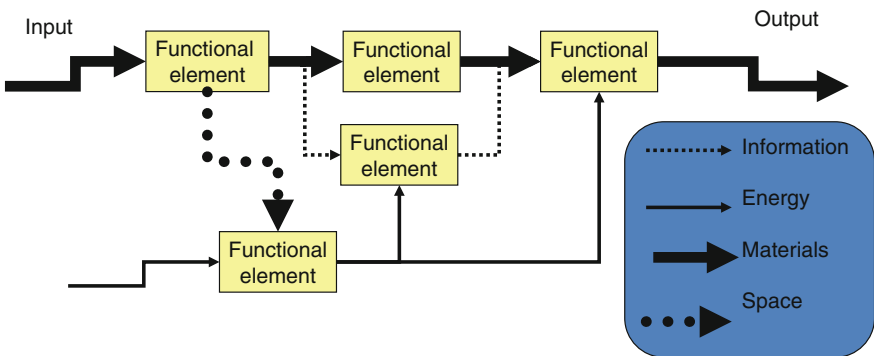 Input
Output
Functional
element
Functional
element
Functional
element
Functional
element
Functional
element
Information
Energy
Materials
Space